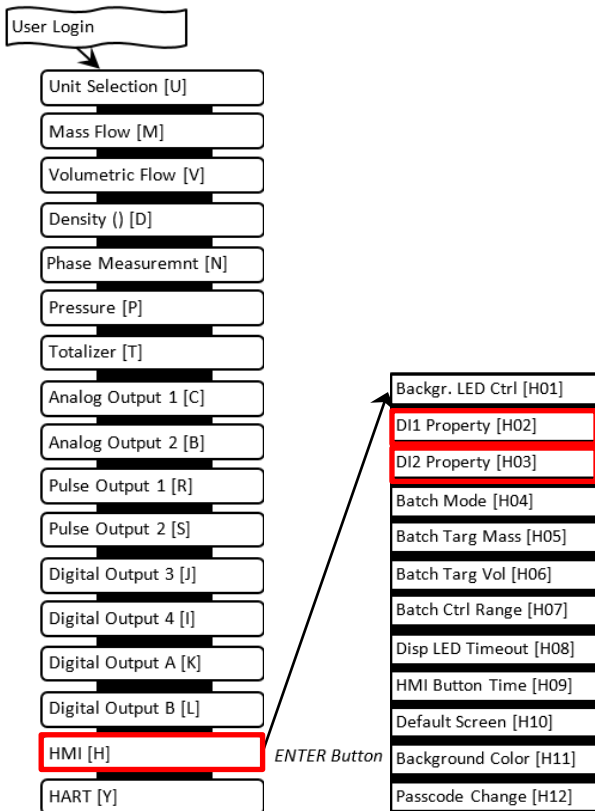 User Login
Unit Selection [U]
Mass Flow [M]
Volumetric Flow [V]
Density () [D]
Phase Measuremnt [N]
Pressure [P]
Totalizer [T]
Analog Output 1 [C]
Analog Output 2 [B]
Pulse Output 1 [R]
Pulse Output 2 [S]
Digital Output 3 [J]
Digital Output 4 [I]
Digital Output A [K]
Digital Output B [L]
HMI [H]
HART [Y]
ENTER Button
Backgr. LED Ctrl [H01]
DI1 Property [H02]
DI2 Property [H03]
Batch Mode [H04]
Batch Targ Mass [H05]
Batch Targ Vol [H06]
Batch Ctrl Range [H07]
Disp LED Timeout [H08]
HMI Button Time [H09]
Default Screen [H10]
Background Color [H11]
Passcode Change [H12]